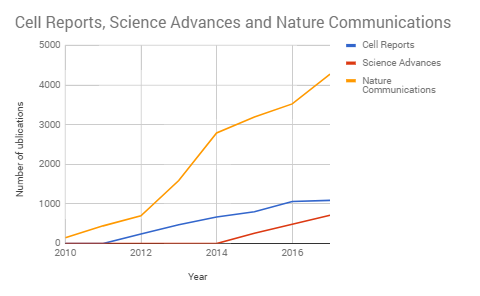 Cell Reports, Science Advances and Nature Communications
5000
4000
3000
2000
1000
0
2010
2012
2014
2016
Number of ublications
Year
Cell Reports
Science Advances
Nature
Communications